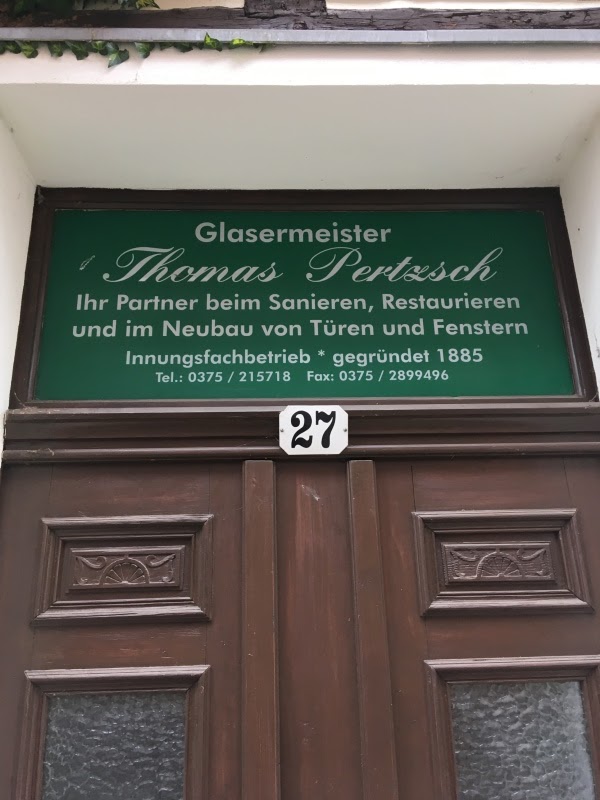 Glasermeister
Thomas Pertzsch
Ihr Partner beim Sanieren, Restaurieren
und im Neubau von Türen und Fenstern
Innungsfachbetrieb * gegründet 1885
Tel.: 0375 / 215718 Fax: 0375 / 2899496
27